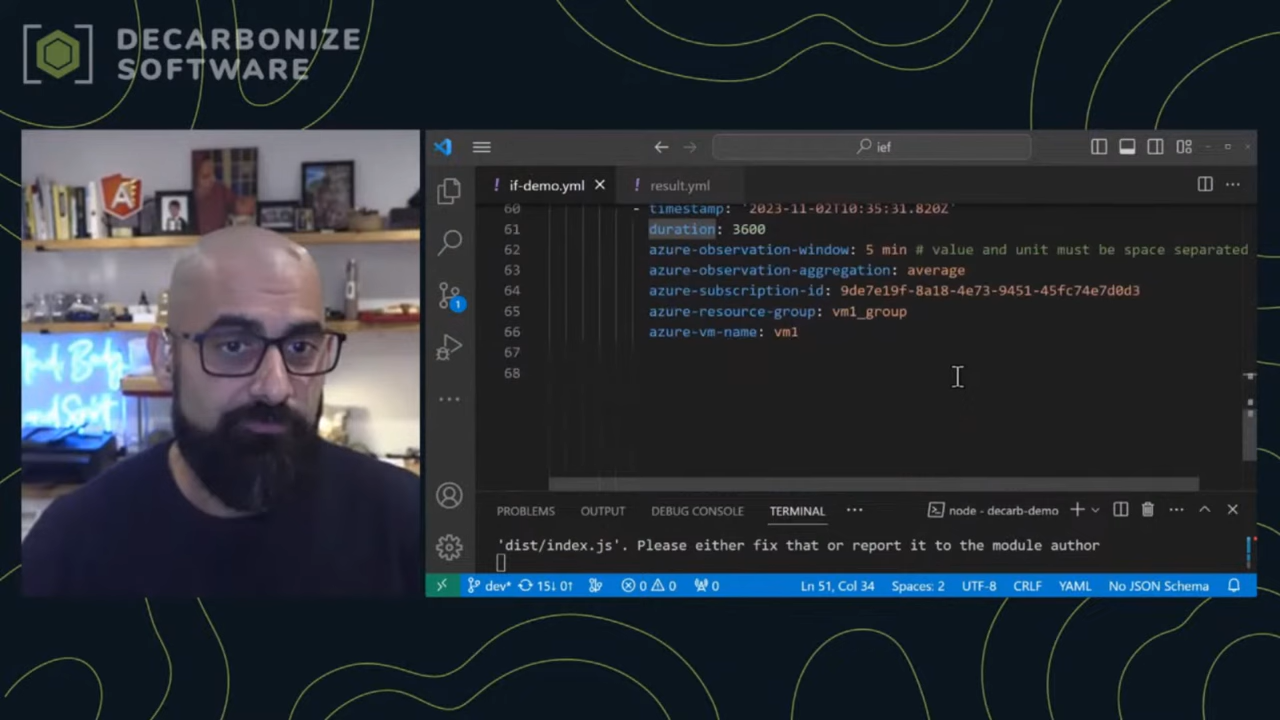 DECARBONIZE
SOFTWARE
ief
if-demo.yml
result.yml
60 - timestamp: '2023-11-02T10:35:31.820Z'
61 duration: 3600
62 azure-observation-window: 5 min # value and unit must be space separated
63 azure-observation-aggregation: average
64 azure-subscription-id: 9de7e19f-8a18-4e73-9451-45fc74e7d0d3
65 azure-resource-group: vm1_group
66 azure-vm-name: vm1
67
68
1
PROBLEMS OUTPUT DEBUG CONSOLE TERMINAL ··· node - decarb-demo
'dist/index.js'. Please either fix that or report it to the module author
dev* 15↓ 0↑ 0 0 0 Ln 51, Col 34 Spaces: 2 UTF-8 CRLF YAML No JSON Schema